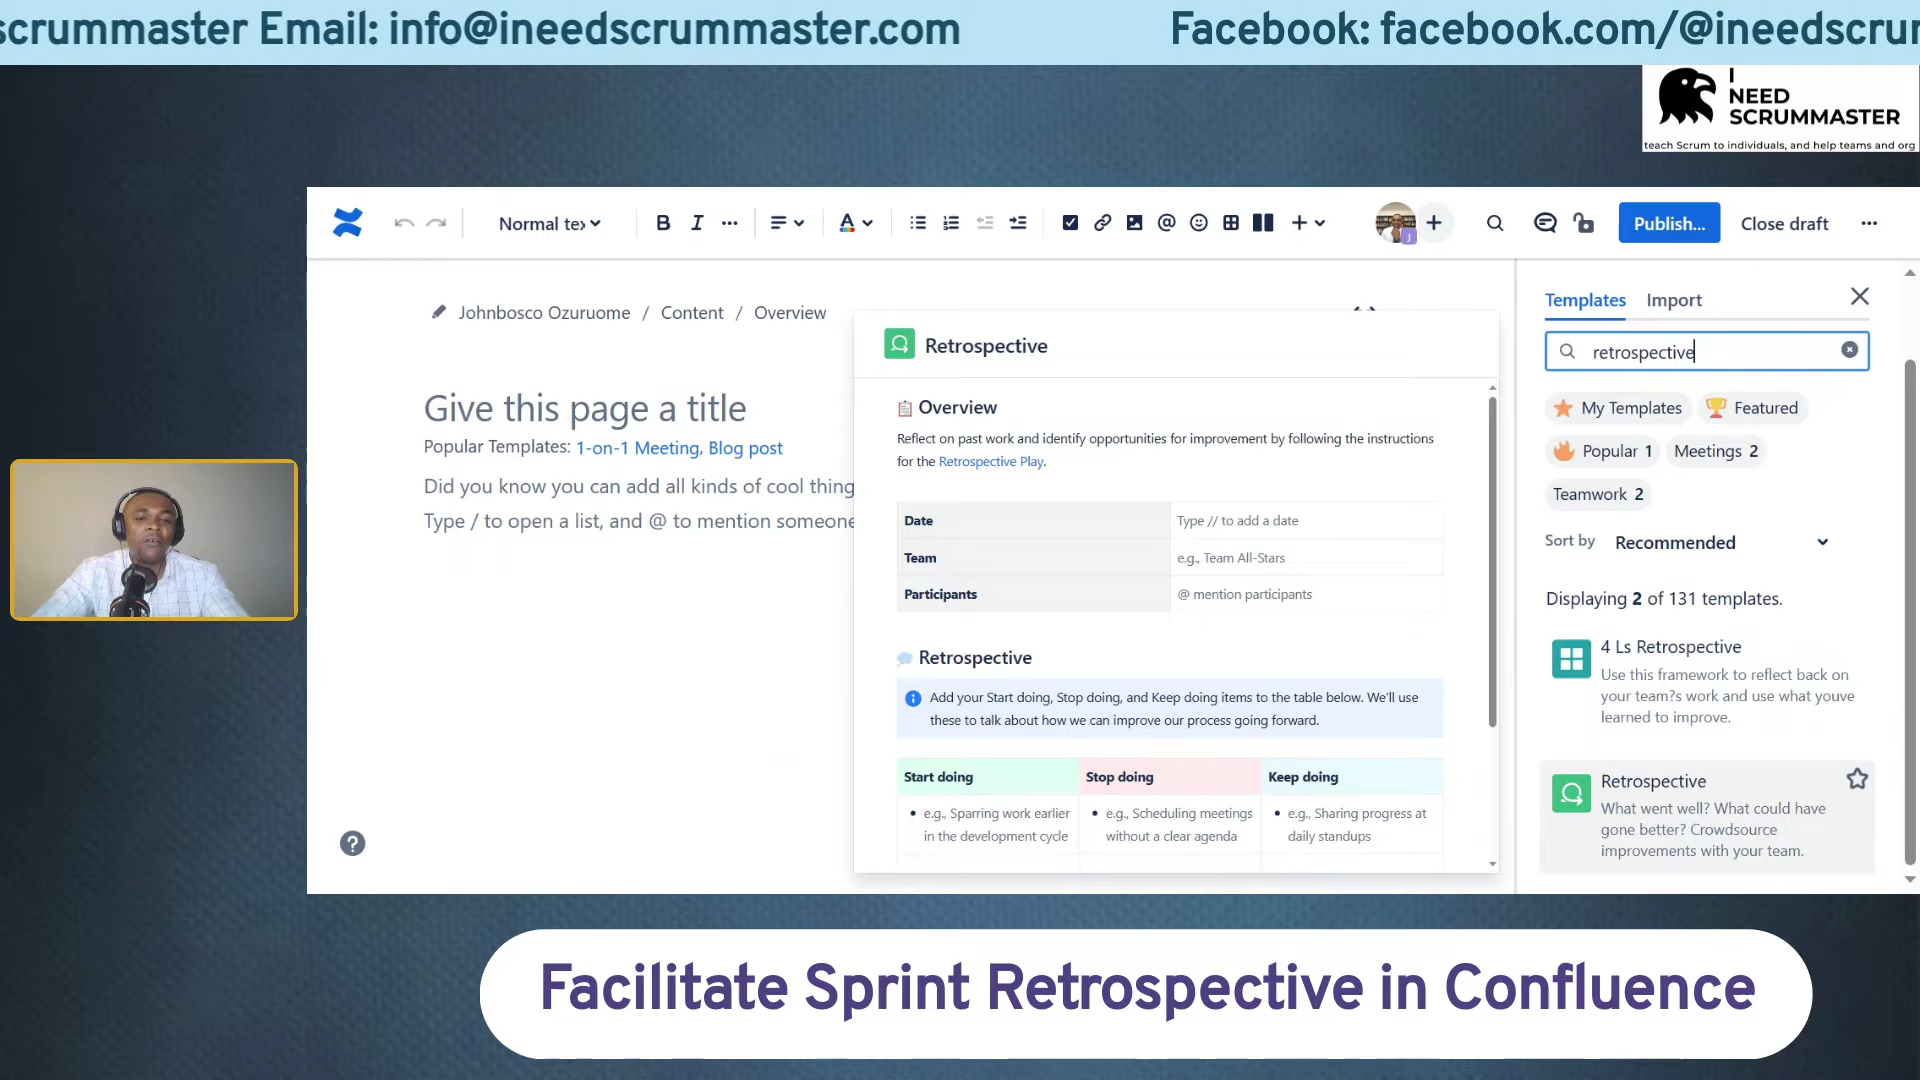 scrummaster Email: info@ineedscrummaster.com Facebook: facebook.com/@ineedscrum
I
NEED
SCRUMMASTER
teach Scrum to individuals, and help teams and org
Normal tex
B I
A
@
J
Publish...
Close draft
Johnbosco Ozuruome / Content / Overview
Give this page a title
Popular Templates: 1-on-1 Meeting, Blog post
Did you know you can add all kinds of cool thing
Type / to open a list, and @ to mention someone
?
Retrospective
Overview
Reflect on past work and identify opportunities for improvement by following the instructions
for the Retrospective Play.
Date Type // to add a date
Team e.g., Team All-Stars
Participants @ mention participants
Retrospective
Add your Start doing, Stop doing, and Keep doing items to the table below. We'll use
these to talk about how we can improve our process going forward.
Start doing Stop doing Keep doing
• e.g., Sparring work earlier • e.g., Scheduling meetings • e.g., Sharing progress at
in the development cycle without a clear agenda daily standups
Templates Import
retrospective
My Templates Featured
Popular 1 Meetings 2
Teamwork 2
Sort by Recommended
Displaying 2 of 131 templates.
4 Ls Retrospective
Use this framework to reflect back on
your team?s work and use what youve
learned to improve.
Retrospective
What went well? What could have
gone better? Crowdsource
improvements with your team.
Facilitate Sprint Retrospective in Confluence